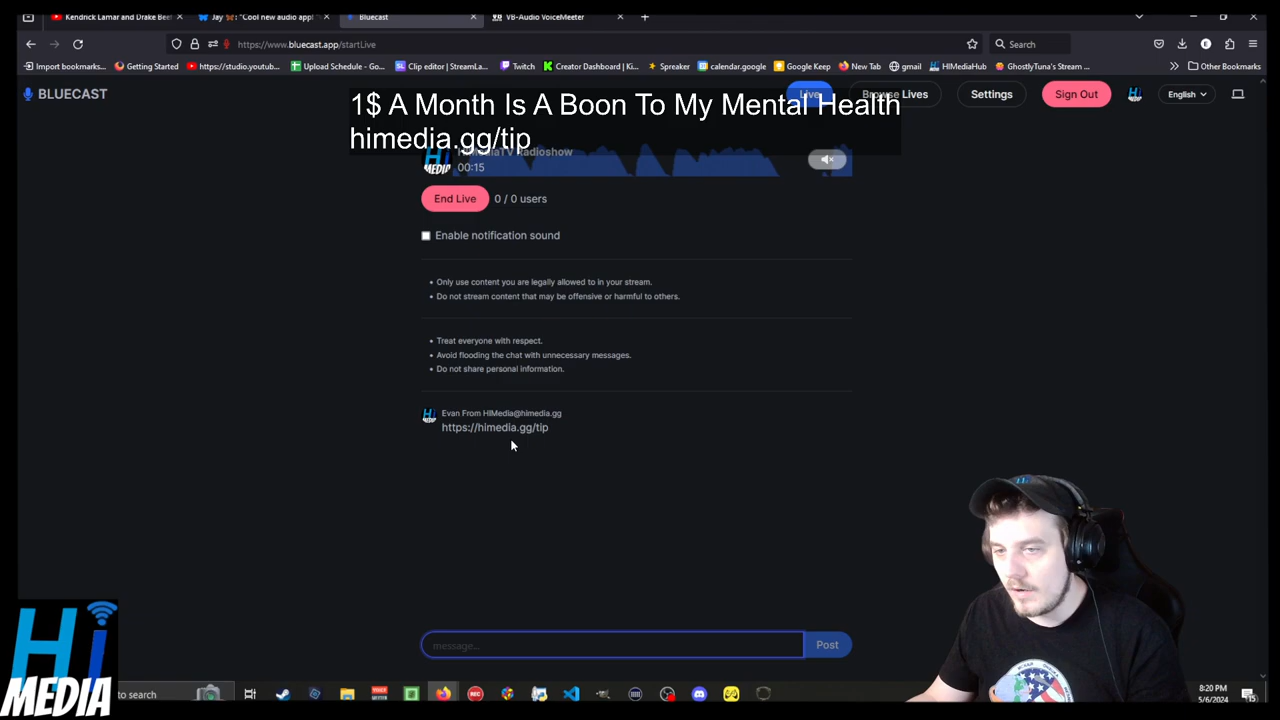 Kendrick Lamar and Drake Beef
Jay 🦋: "Cool new audio app!
Bluecast
VB-Audio VoiceMeeter
https://www.bluecast.app/startLive
Search
Import bookmarks...
Getting Started
https://studio.youtub...
Upload Schedule - Go...
Clip editor | StreamLa...
Twitch
Creator Dashboard | Ki...
Spreaker
calendar.google
Google Keep
gmail
New Tab
HIMediaHub
GhostlyTuna's Stream ...
Other Bookmarks
BLUECAST
Live
Browse Lives
Settings
Sign Out
English
1$ A Month Is A Boon To My Mental Health
himedia.gg/tip
HiMediaTV Radioshow
00:15
End Live
0 / 0 users
Enable notification sound
• Only use content you are legally allowed to in your stream.
• Do not stream content that may be offensive or harmful to others.
• Treat everyone with respect.
• Avoid flooding the chat with unnecessary messages.
• Do not share personal information.
Evan From HIMedia@himedia.gg
https://himedia.gg/tip
message...
Post
Hi
MEDIA
to search
8:20 PM
5/6/2024